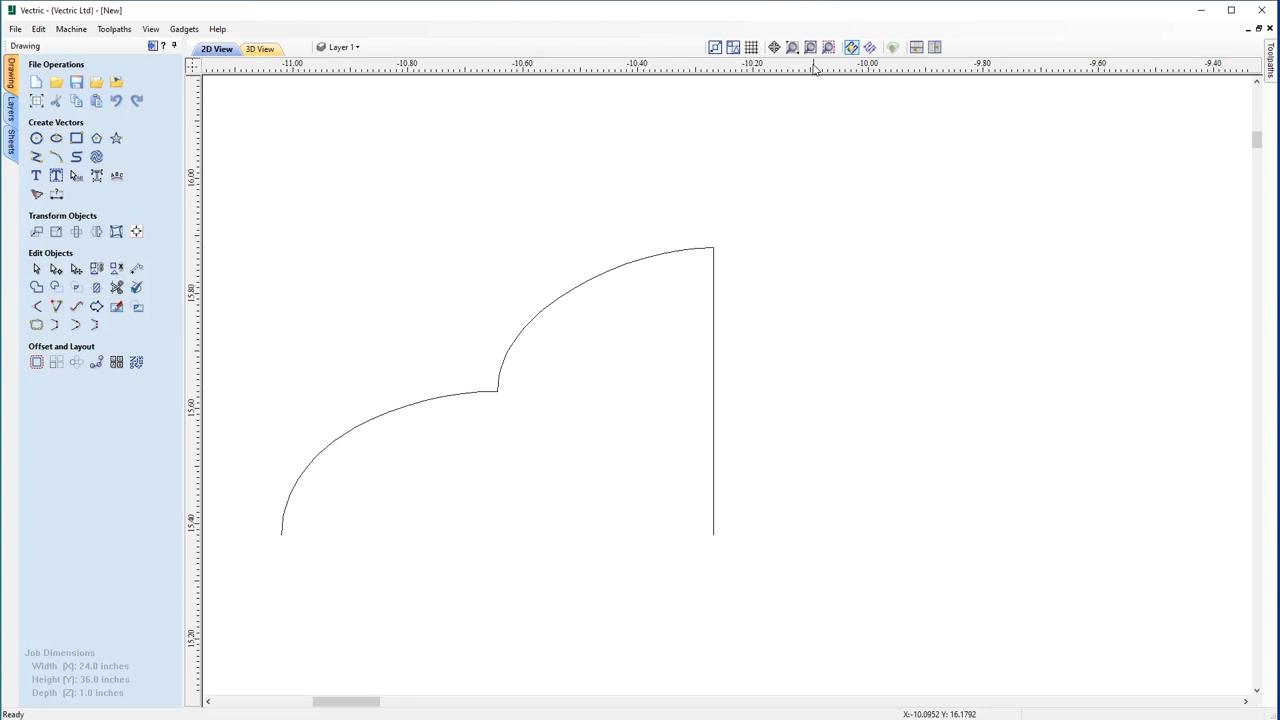 Vectric - {Vectric Ltd} - [New]
File Edit Machine Toolpaths View Gadgets Help
Drawing
2D View 3D View Layer 1
File Operations
Create Vectors
Transform Objects
Edit Objects
Offset and Layout
Drawing
Layers
Sheets
-11.00 -10.80 -10.60 -10.40 -10.20 -10.00 -9.80 -9.60 -9.40
16.00
15.80
15.60
15.40
15.20
Toolpaths
Job Dimensions
Width [X]: 24.0 inches
Height [Y]: 36.0 inches
Depth [Z]: 1.0 inches
Ready
X:-10.0952 Y: 16.1792